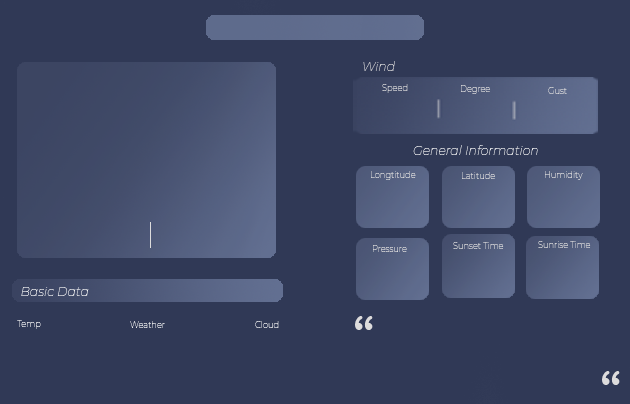 Wind
Speed Degree Gust
General Information
Longtitude Latitude Humidity
Pressure Sunset Time Sunrise Time
Basic Data
Temp Weather Cloud
“
“